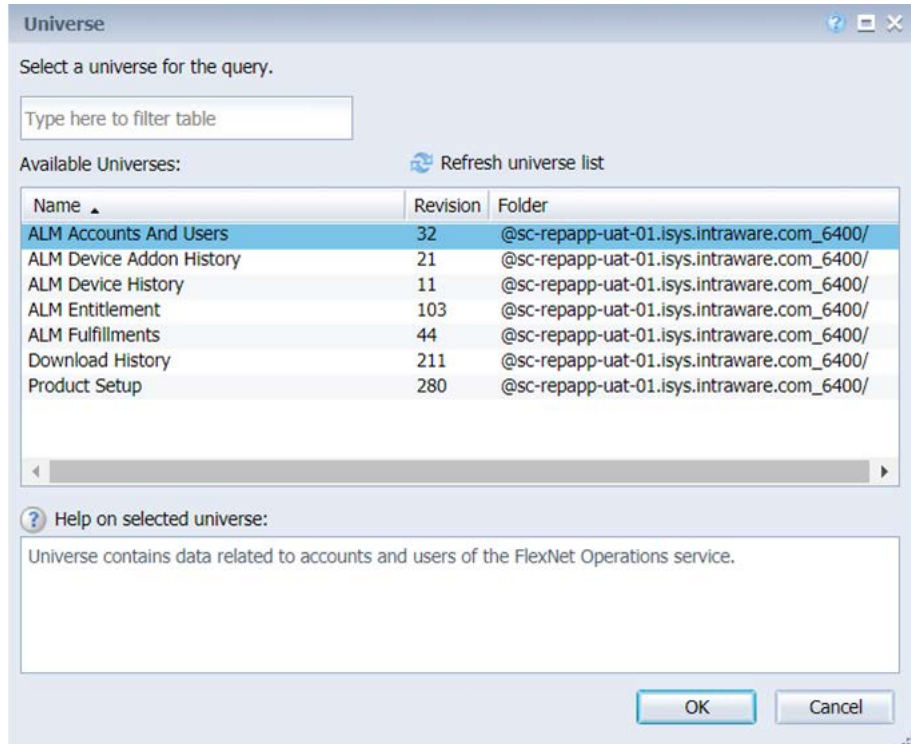 Universe
Select a universe for the query.
Type here to filter table
Available Universes: Refresh universe list
Name Revision Folder
ALM Accounts And Users 32 @sc-repapp-uat-01.isys.intraware.com_6400/
ALM Device Addon History 21 @sc-repapp-uat-01.isys.intraware.com_6400/
ALM Device History 11 @sc-repapp-uat-01.isys.intraware.com_6400/
ALM Entitlement 103 @sc-repapp-uat-01.isys.intraware.com_6400/
ALM Fulfillments 44 @sc-repapp-uat-01.isys.intraware.com_6400/
Download History 211 @sc-repapp-uat-01.isys.intraware.com_6400/
Product Setup 280 @sc-repapp-uat-01.isys.intraware.com_6400/
? Help on selected universe:
Universe contains data related to accounts and users of the FlexNet Operations service.
OK Cancel